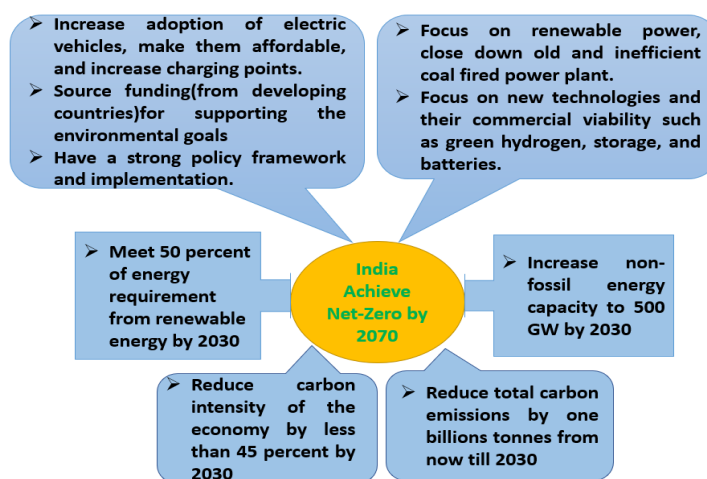 ➢ Increase adoption of electric
vehicles, make them affordable,
and increase charging points.
➢ Source funding(from developing
countries)for supporting the
environmental goals
➢ Have a strong policy framework
and implementation.
➢ Focus on renewable power,
close down old and inefficient
coal fired power plant.
➢ Focus on new technologies and
their commercial viability such
as green hydrogen, storage, and
batteries.
➢ Meet 50 percent
of energy
requirement
from renewable
energy by 2030
India
Achieve
Net-Zero by
2070
➢ Increase non-
fossil energy
capacity to 500
GW by 2030
➢ Reduce carbon
intensity of the
economy by less
than 45 percent by
2030
➢ Reduce total carbon
emissions by one
billions tonnes from
now till 2030